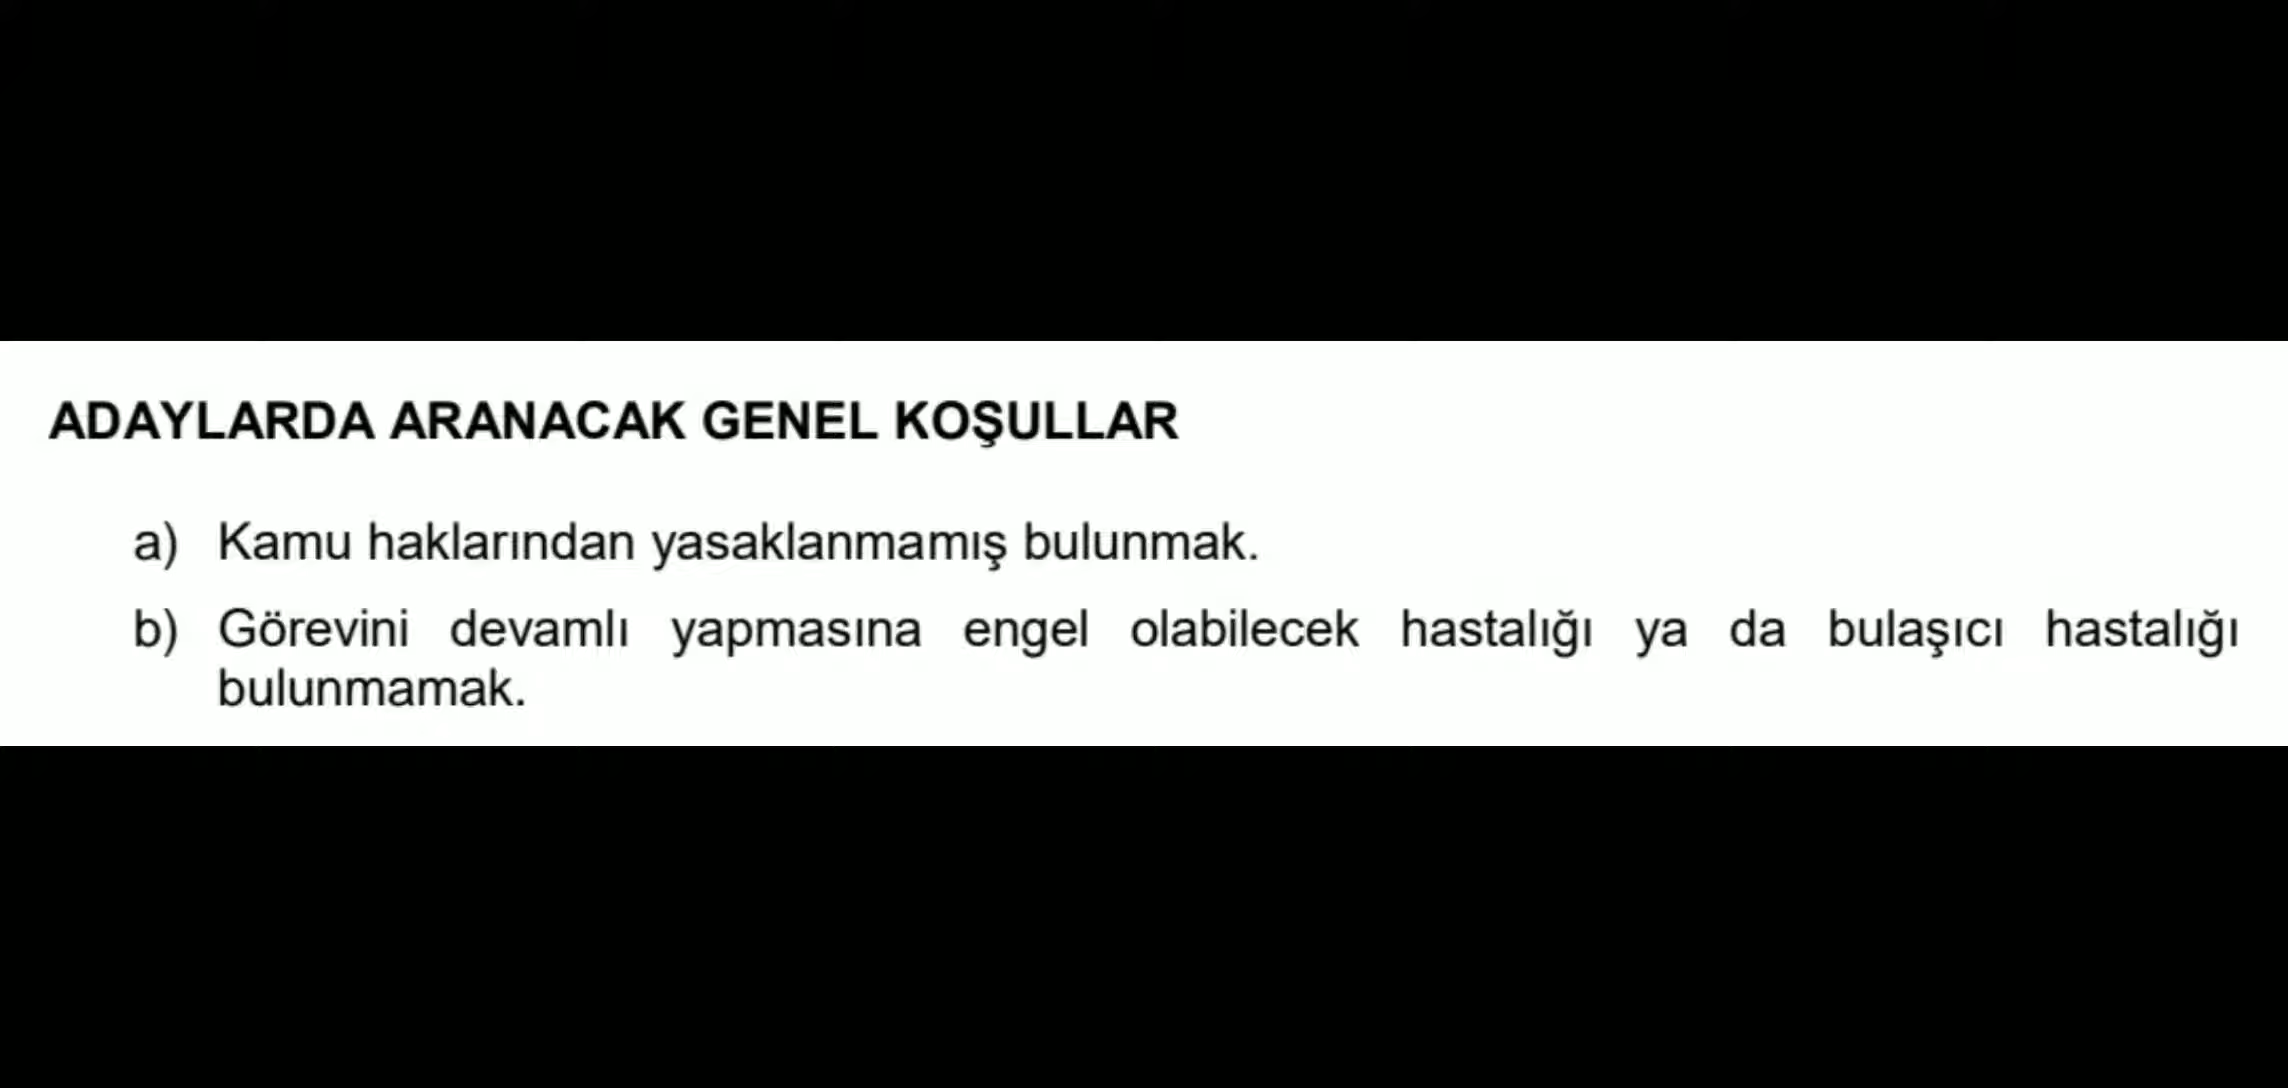 ADAYLARDA ARANACAK GENEL KOŞULLAR
a) Kamu haklarından yasaklanmamış bulunmak.
b) Görevini devamlı yapmasına engel olabilecek hastalığı ya da bulaşıcı hastalığı
bulunmamak.